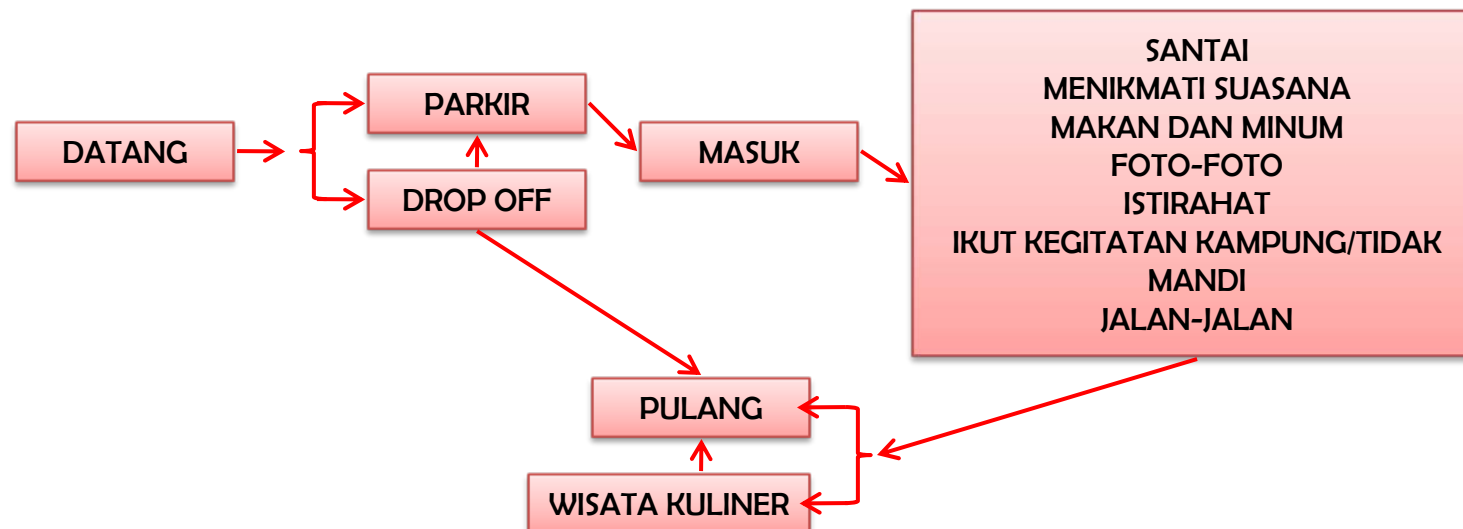 DATANG
PARKIR
DROP OFF
MASUK
SANTAI
MENIKMATI SUASANA
MAKAN DAN MINUM
FOTO-FOTO
ISTIRAHAT
IKUT KEGITATAN KAMPUNG/TIDAK
MANDI
JALAN-JALAN
PULANG
WISATA KULINER